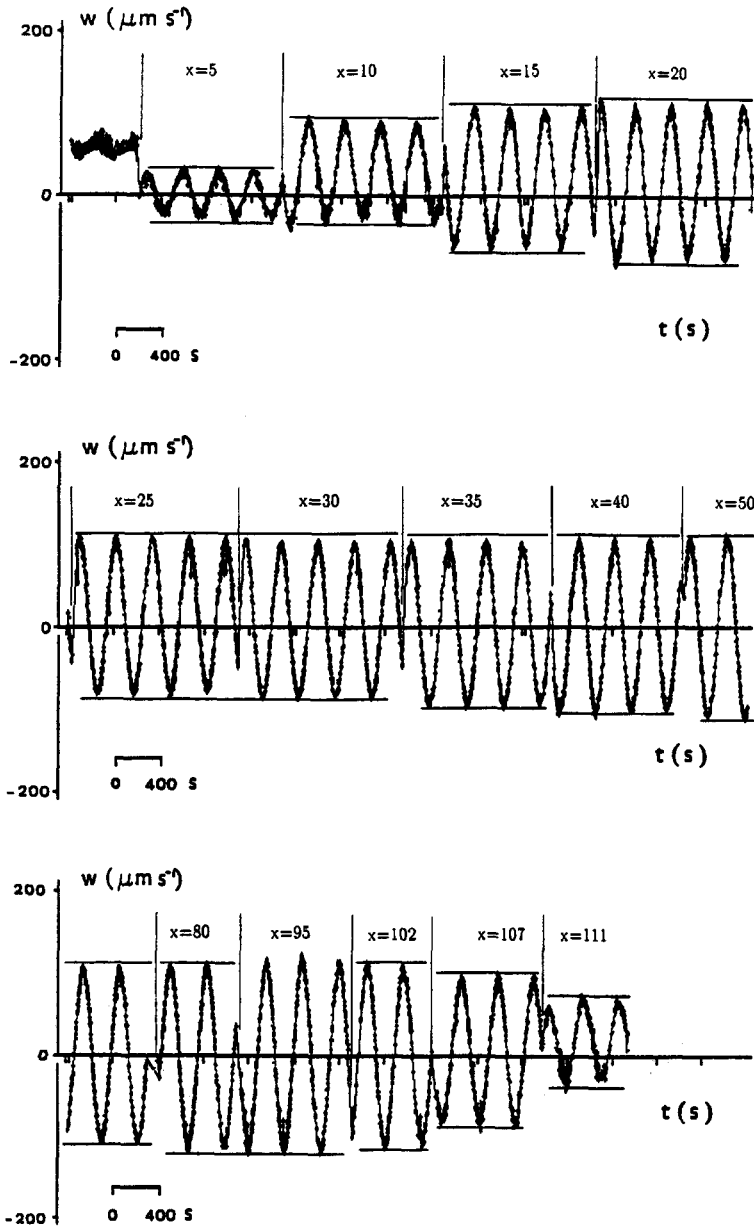 w (μm s⁻¹)
200
x=5 x=10 x=15 x=20
0
t (s)
0 400 S
-200
w (μm s⁻¹)
200
x=25 x=30 x=35 x=40 x=50
0
t (s)
0 400 S
-200
w (μm s⁻¹)
200
x=80 x=95 x=102 x=107 x=111
0
t (s)
0 400 S
-200